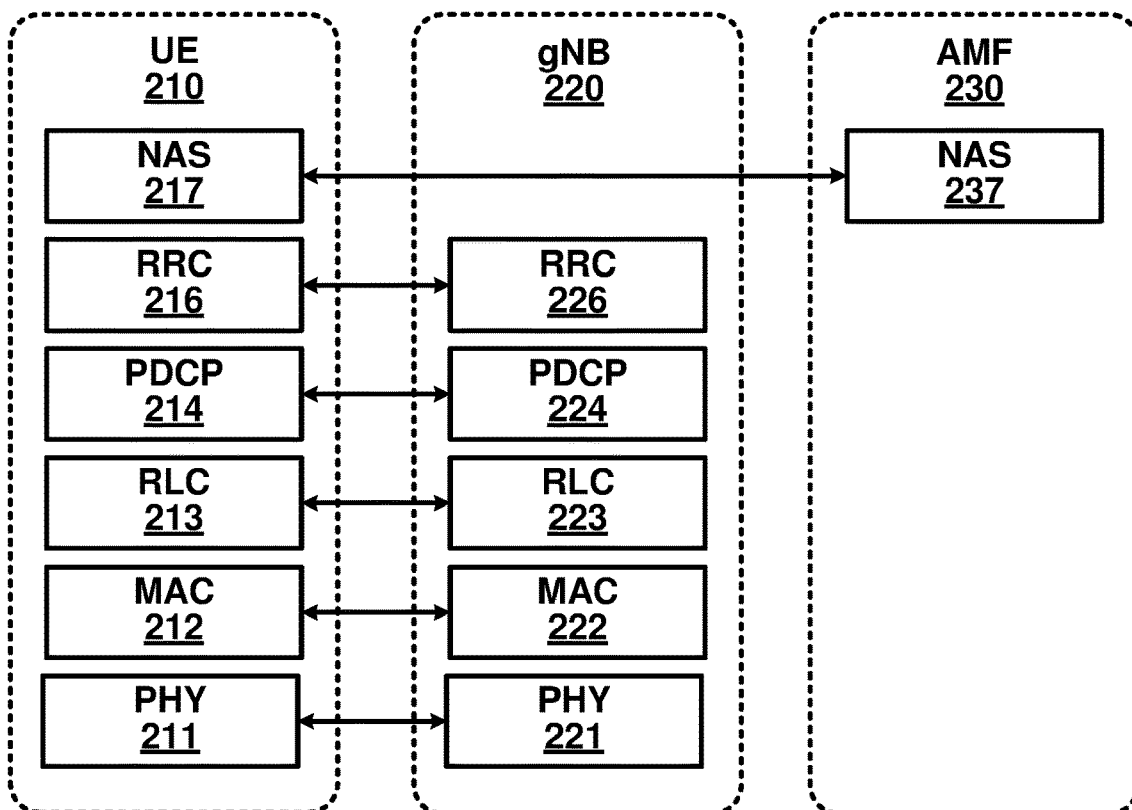 UE
210
gNB
220
AMF
230
NAS
217
NAS
237
RRC
216
RRC
226
PDCP
214
PDCP
224
RLC
213
RLC
223
MAC
212
MAC
222
PHY
211
PHY
221